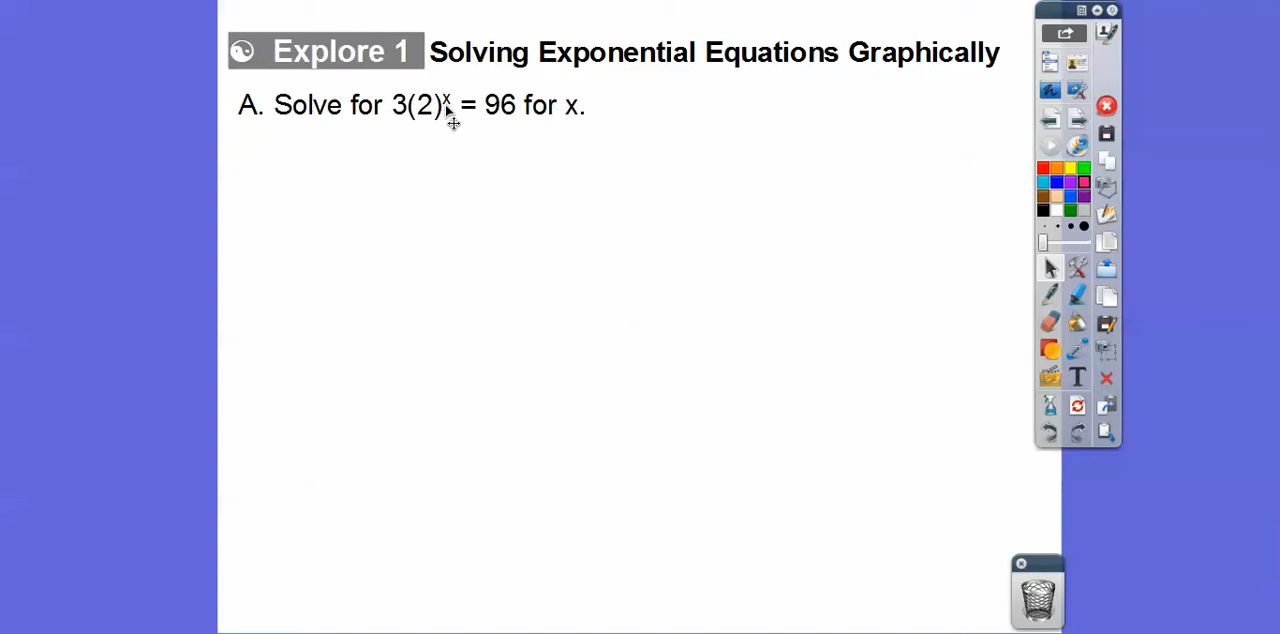 Explore 1 Solving Exponential Equations Graphically
A. Solve for 3(2)ˣ = 96 for x.